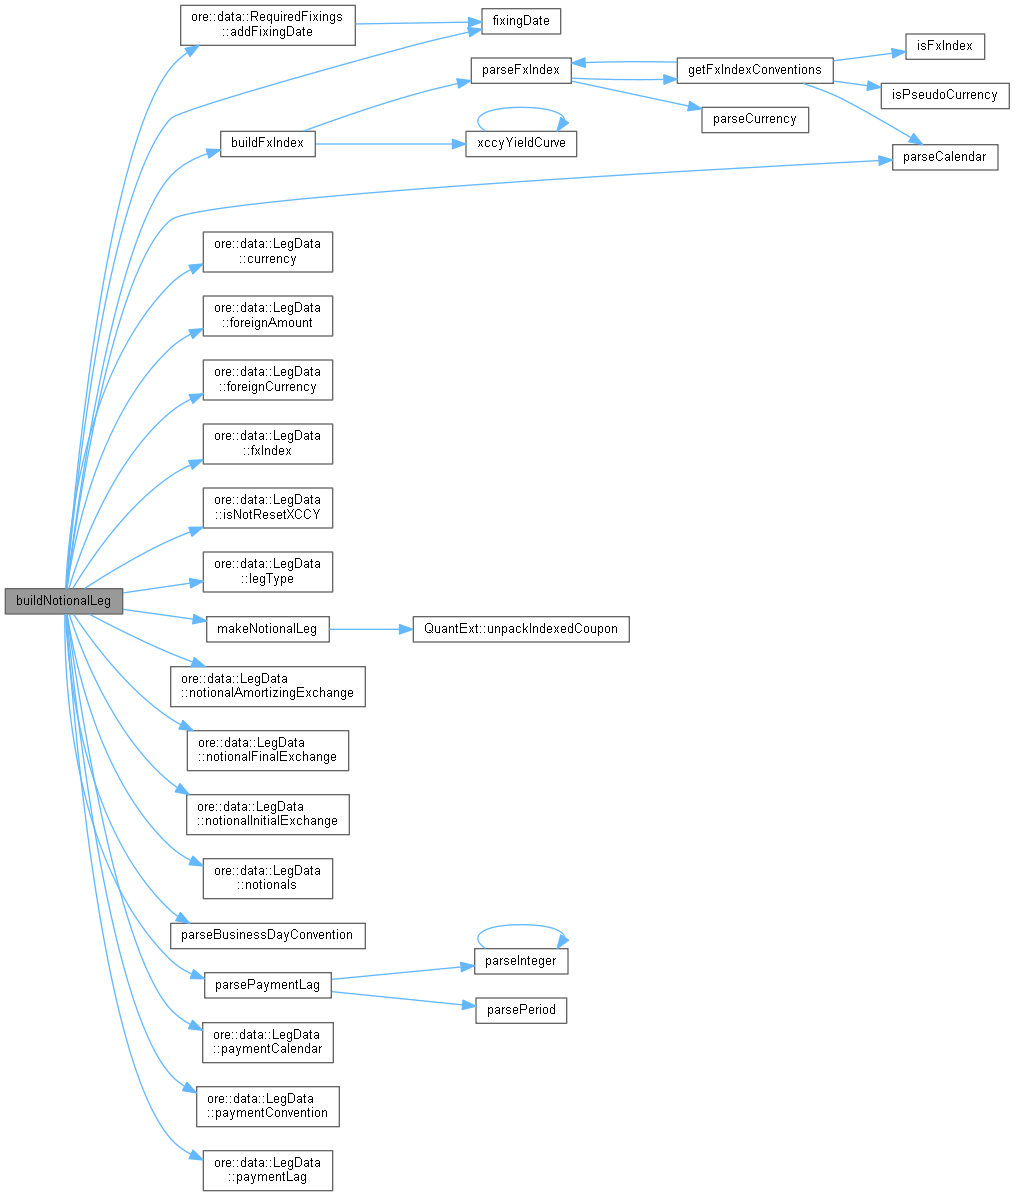 ore::data::RequiredFixings
::addFixingDate
fixingDate
isFxIndex
parseFxIndex
getFxIndexConventions
isPseudoCurrency
parseCurrency
buildFxIndex
xccyYieldCurve
parseCalendar
ore::data::LegData
::currency
ore::data::LegData
::foreignAmount
ore::data::LegData
::foreignCurrency
ore::data::LegData
::fxIndex
ore::data::LegData
::isNotResetXCCY
ore::data::LegData
::legType
buildNotionalLeg
makeNotionalLeg
QuantExt::unpackIndexedCoupon
ore::data::LegData
::notionalAmortizingExchange
ore::data::LegData
::notionalFinalExchange
ore::data::LegData
::notionalInitialExchange
ore::data::LegData
::notionals
parseBusinessDayConvention
parseInteger
parsePaymentLag
parsePeriod
ore::data::LegData
::paymentCalendar
ore::data::LegData
::paymentConvention
ore::data::LegData
::paymentLag